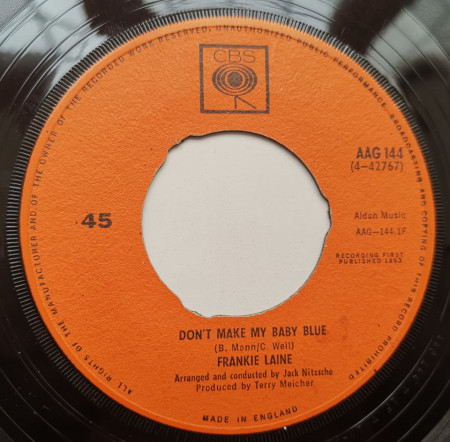 ALL RIGHTS OF THE MANUFACTURER AND OF THE OWNER OF THE RECORDED WORK RESERVED. UNAUTHORISED PUBLIC PERFORMANCE, BROADCASTING AND COPYING OF THIS RECORD PROHIBITED
CBS
AAG 144
(4-42767)
45
Aldon Music
AAG-144.1F
RECORDING FIRST
PUBLISHED 1963
DON'T MAKE MY BABY BLUE
(B. Mann/C. Weil)
FRANKIE LAINE
Arranged and conducted by Jack Nitzsche
Produced by Terry Melcher
MADE IN ENGLAND